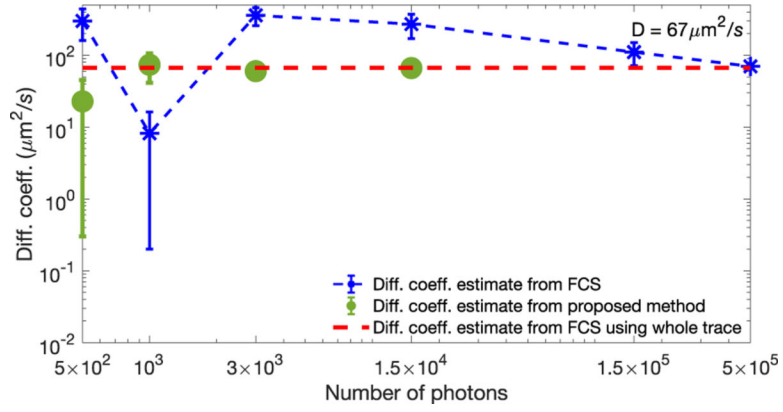 D = 67μm²/s
Diff. coeff. (μm²/s)
10²
10¹
10⁰
10⁻¹
10⁻²
Diff. coeff. estimate from FCS
Diff. coeff. estimate from proposed method
Diff. coeff. estimate from FCS using whole trace
5×10² 10³ 3×10³ 1.5×10⁴ 1.5×10⁵ 5×10⁵
Number of photons